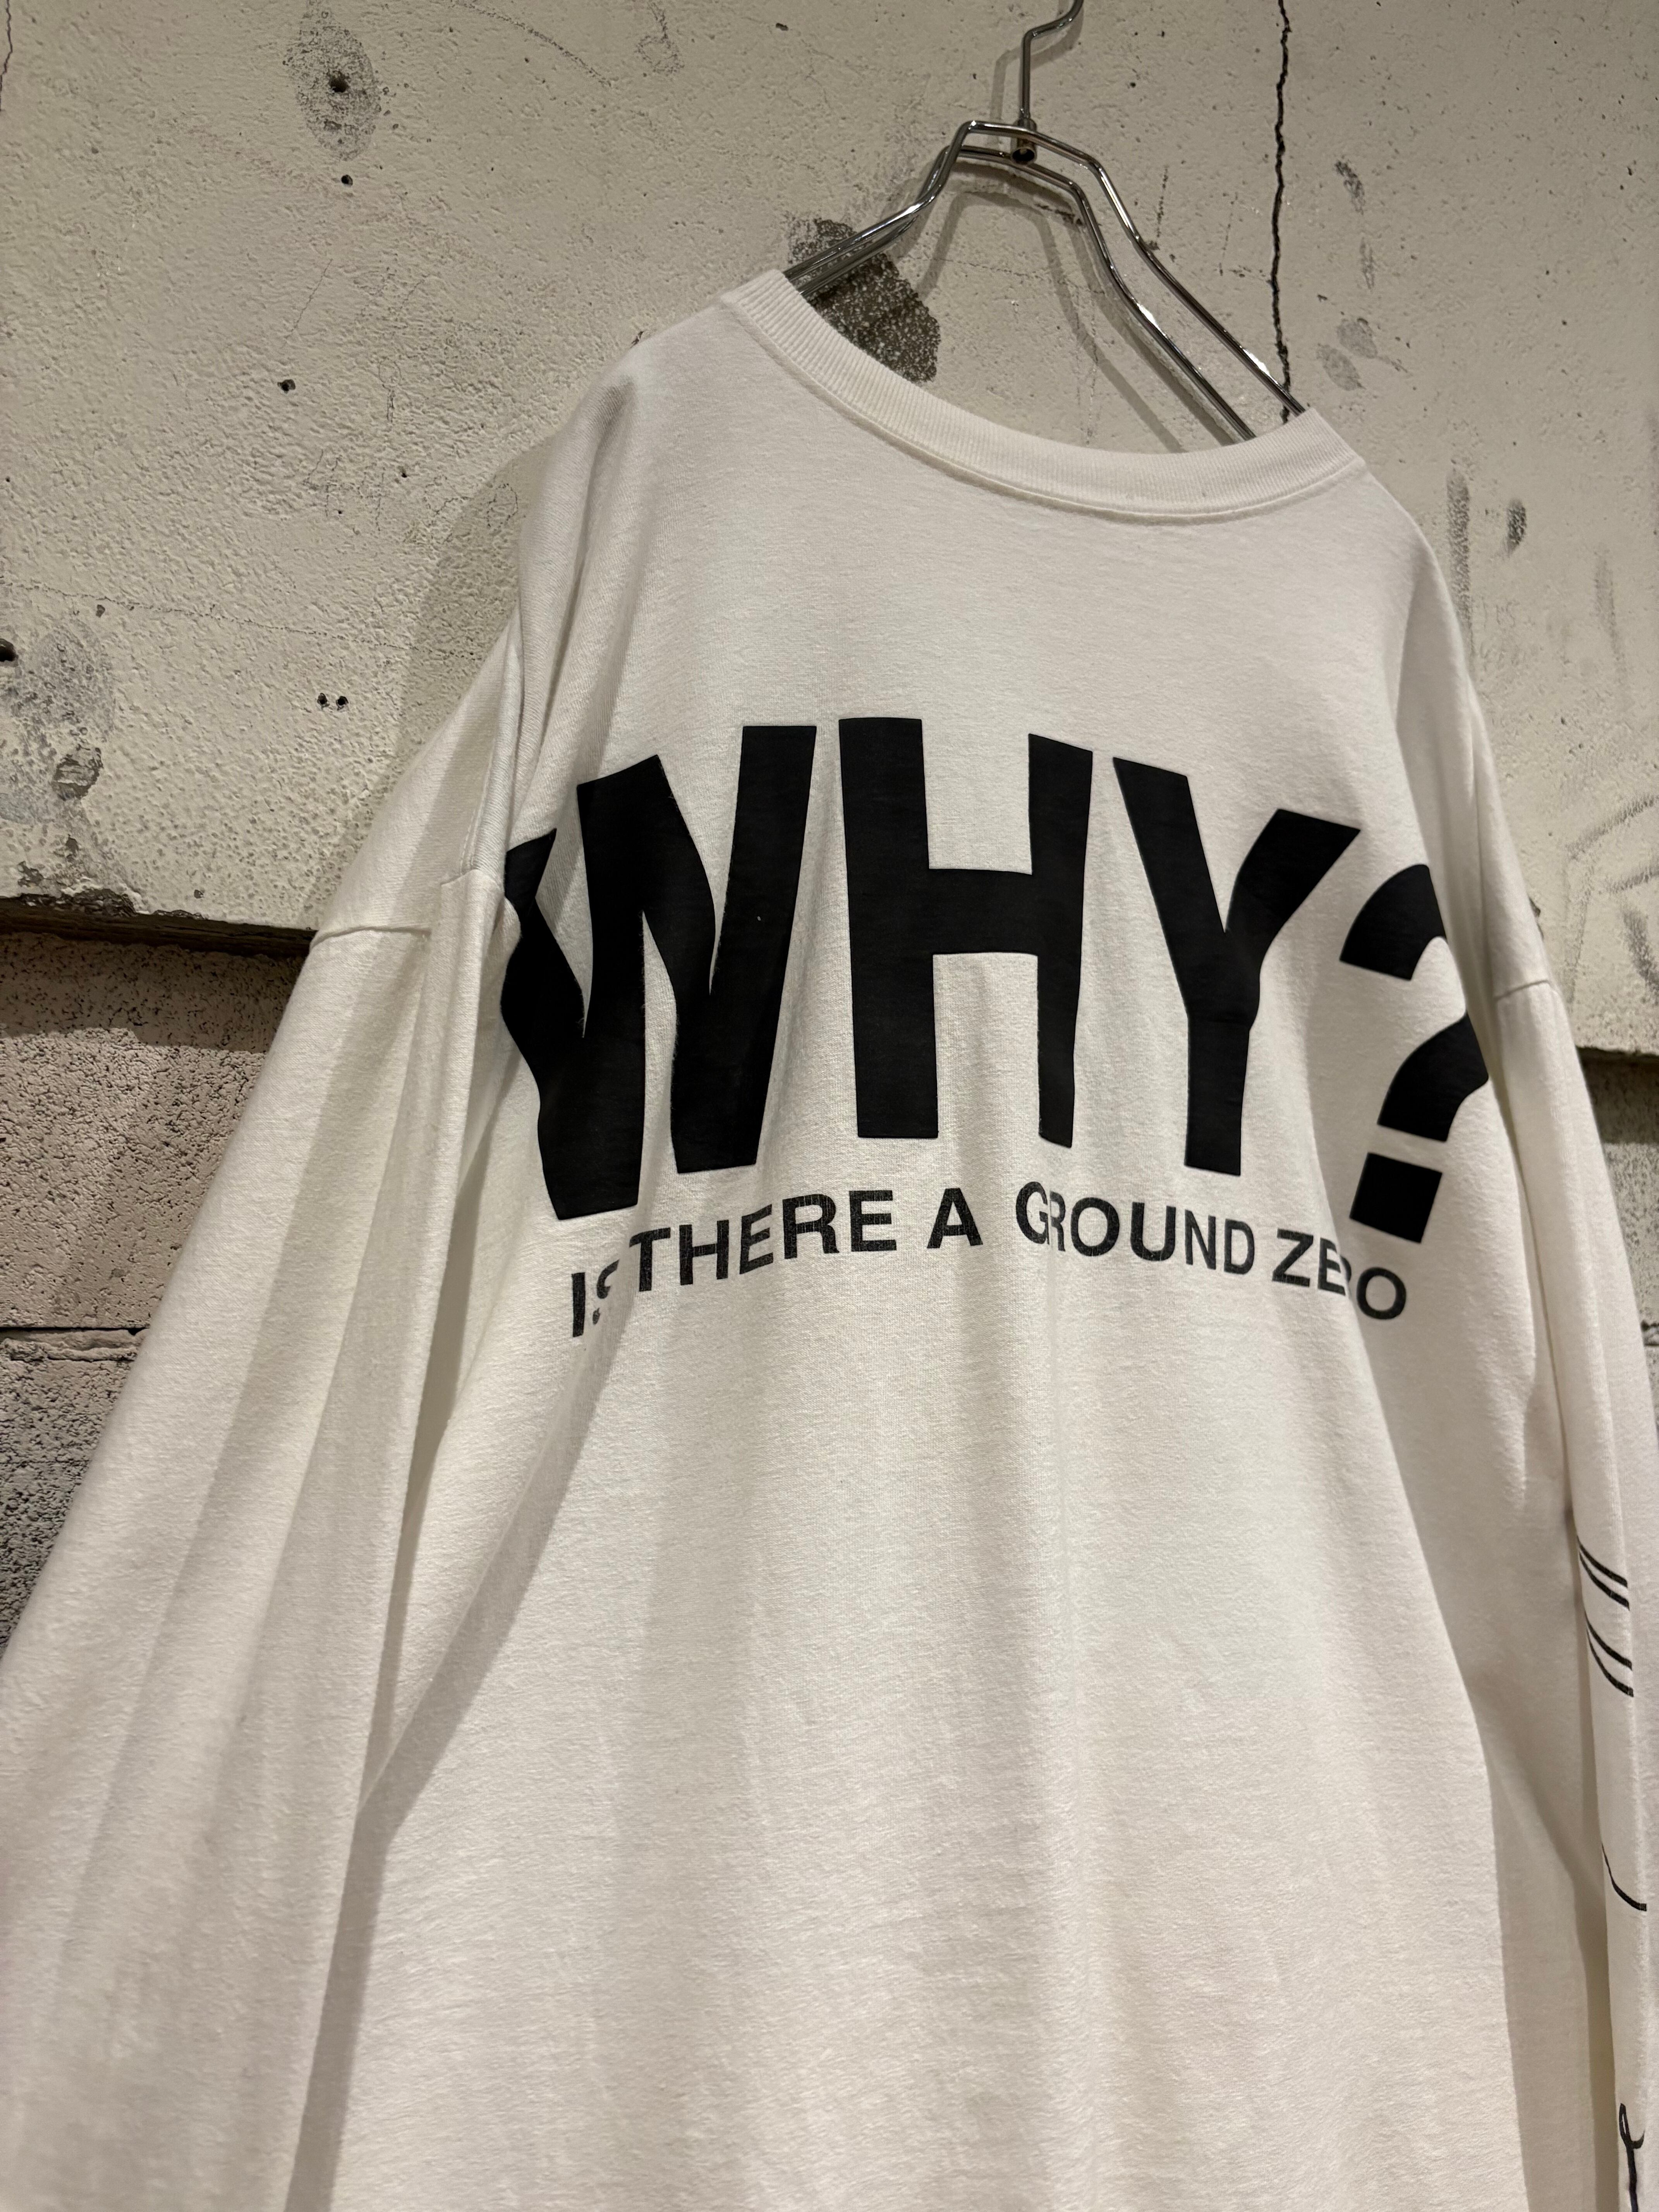 WHY?
IS THERE A GROUND ZERO